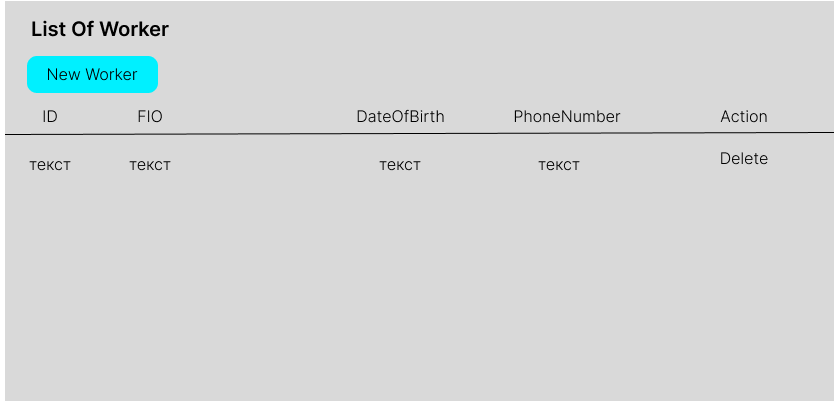 List Of Worker
New Worker
ID FIO DateOfBirth PhoneNumber Action
текст текст текст текст Delete